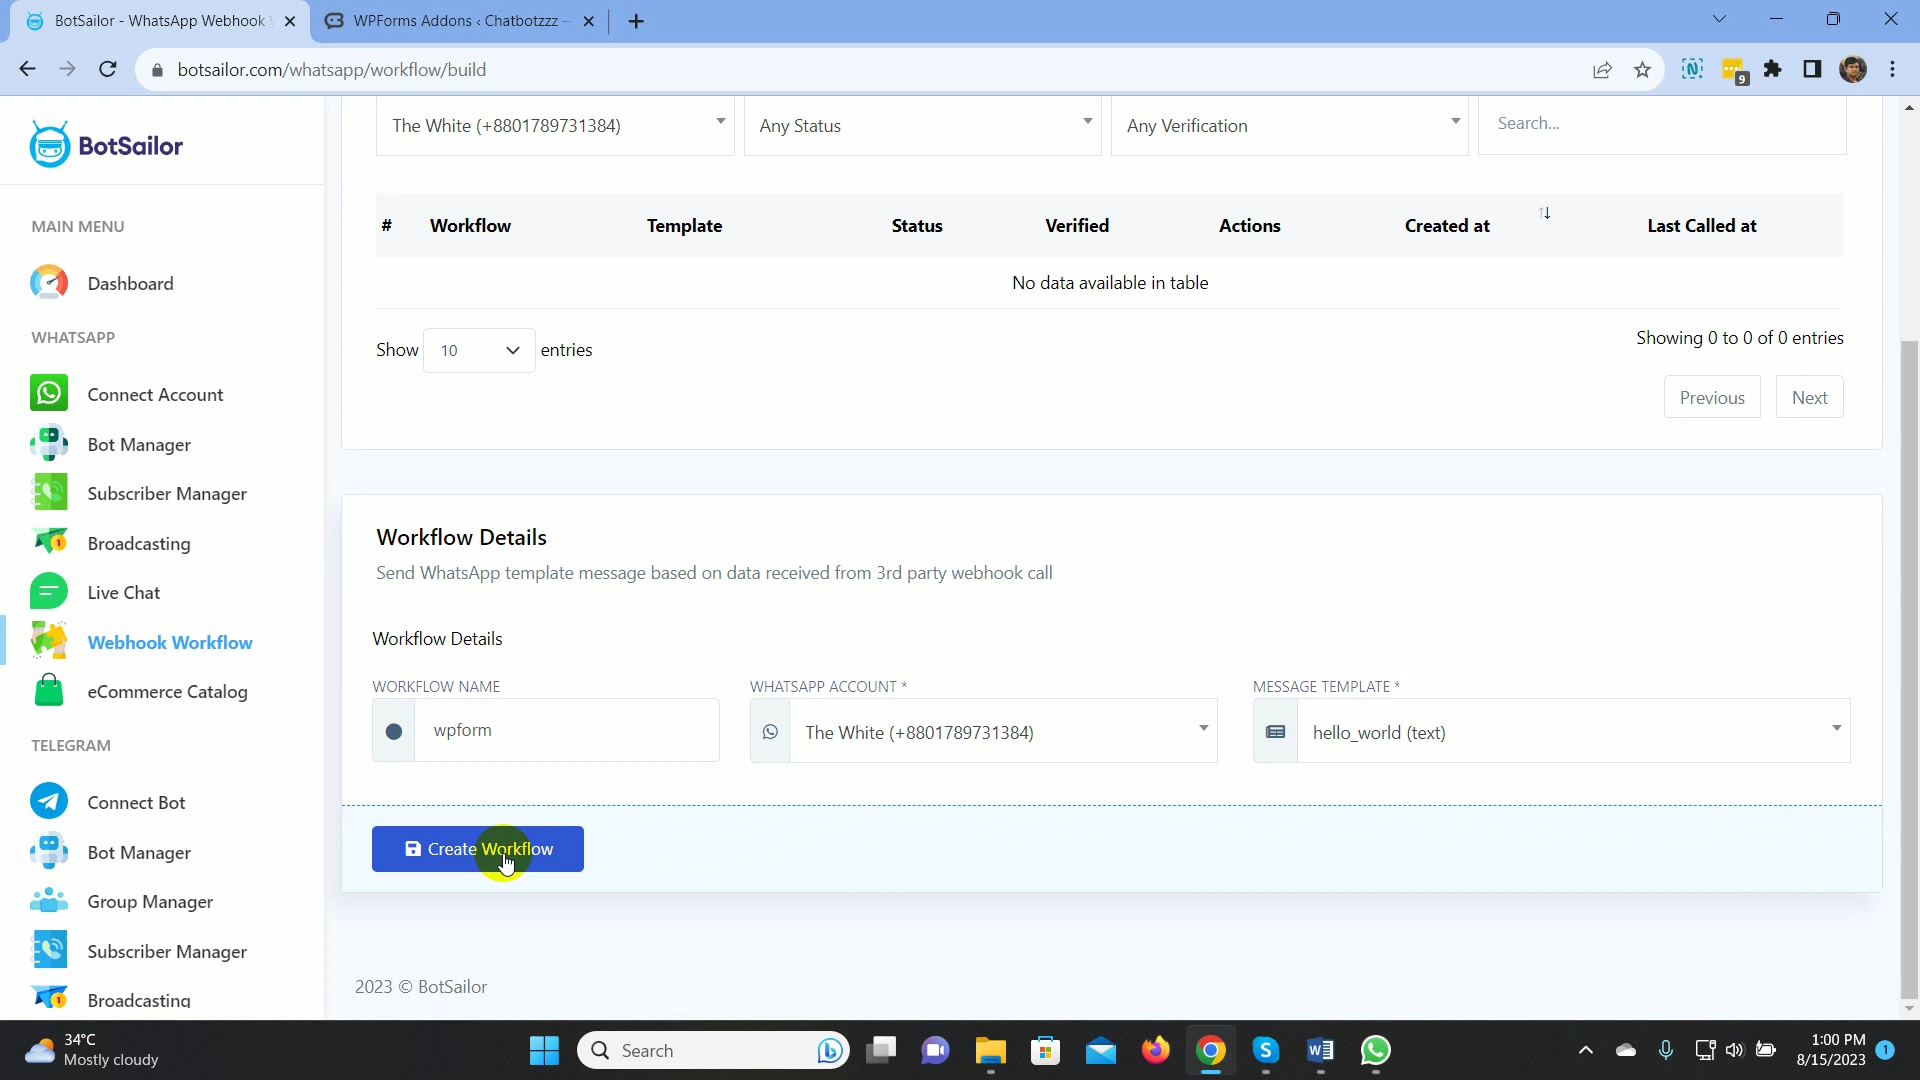 BotSailor - WhatsApp Webhook
WPForms Addons ‹ Chatbotzzz
botsailor.com/whatsapp/workflow/build
9
BotSailor
MAIN MENU
Dashboard
WHATSAPP
Connect Account
Bot Manager
Subscriber Manager
Broadcasting
Live Chat
Webhook Workflow
eCommerce Catalog
TELEGRAM
Connect Bot
Bot Manager
Group Manager
Subscriber Manager
Broadcasting
The White (+8801789731384)
Any Status
Any Verification
Search...
# Workflow Template Status Verified Actions Created at Last Called at
No data available in table
Show 10 entries
Showing 0 to 0 of 0 entries
Previous Next
Workflow Details
Send WhatsApp template message based on data received from 3rd party webhook call
Workflow Details
WORKFLOW NAME
wpform
WHATSAPP ACCOUNT *
The White (+8801789731384)
MESSAGE TEMPLATE *
hello_world (text)
Create Workflow
2023 © BotSailor
34°C
Mostly cloudy
Search
1:00 PM
8/15/2023
1